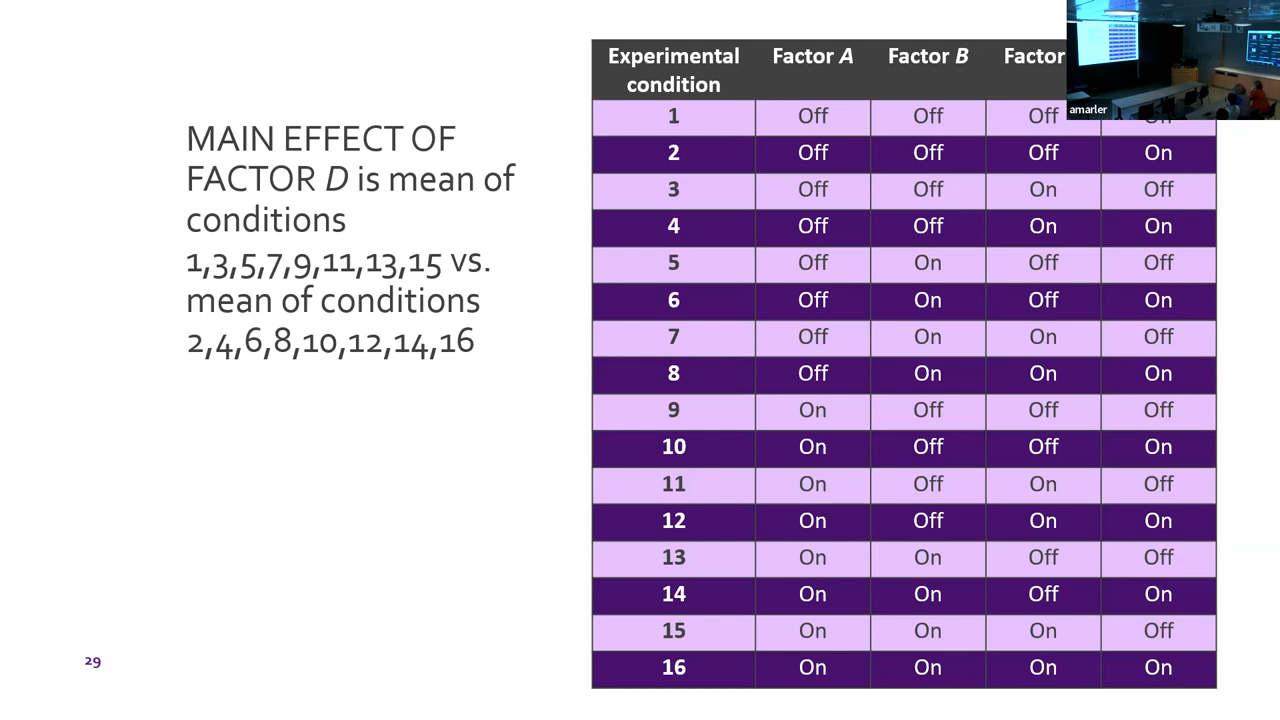 MAIN EFFECT OF
FACTOR D is mean of
conditions
1,3,5,7,9,11,13,15 vs.
mean of conditions
2,4,6,8,10,12,14,16
29
Experimental condition Factor A Factor B Factor
1 Off Off Off
2 Off Off Off On
3 Off Off On Off
4 Off Off On On
5 Off On Off Off
6 Off On Off On
7 Off On On Off
8 Off On On On
9 On Off Off Off
10 On Off Off On
11 On Off On Off
12 On Off On On
13 On On Off Off
14 On On Off On
15 On On On Off
16 On On On On
amarler